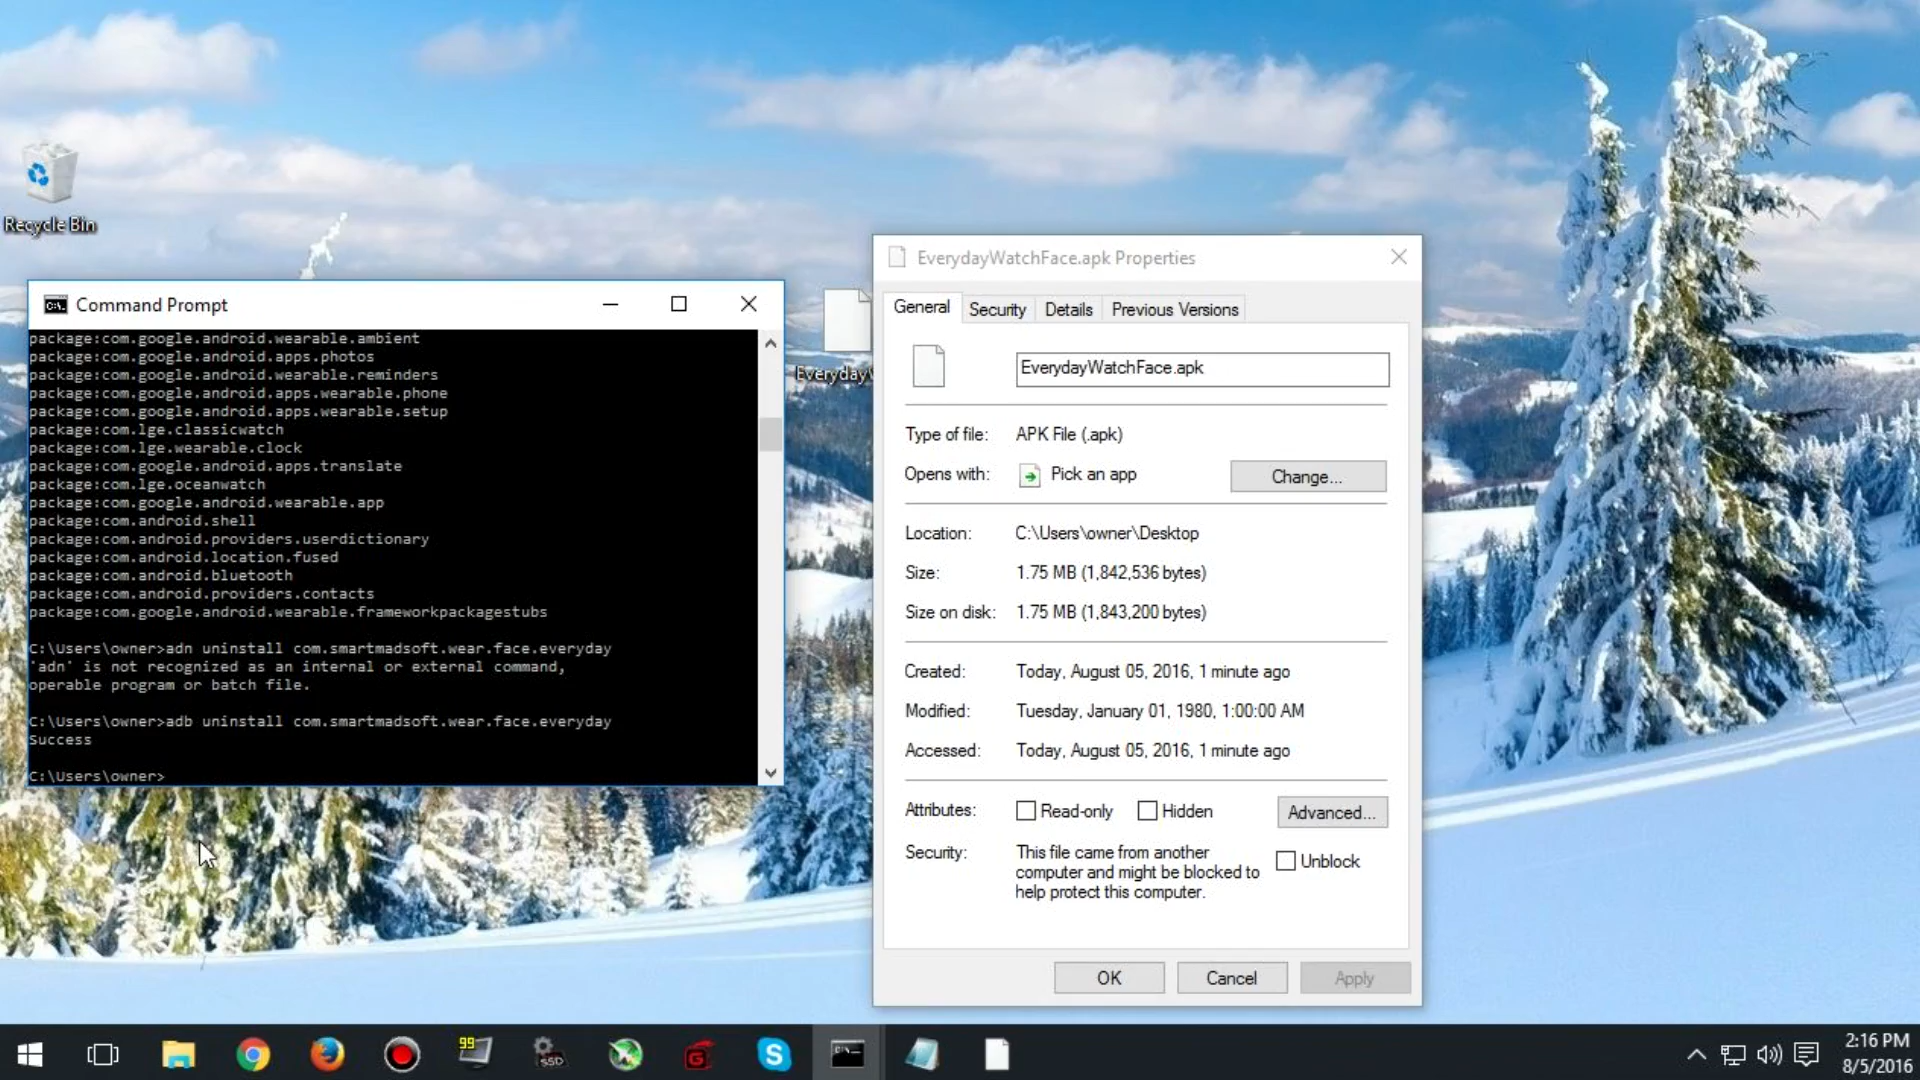 Recycle Bin
Command Prompt
package:com.google.android.wearable.ambient
package:com.google.android.apps.photos
package:com.google.android.wearable.reminders
package:com.google.android.apps.wearable.phone
package:com.google.android.apps.wearable.setup
package:com.lge.classicwatch
package:com.lge.wearable.clock
package:com.google.android.apps.translate
package:com.lge.oceanwatch
package:com.google.android.wearable.app
package:com.android.shell
package:com.android.providers.userdictionary
package:com.android.location.fused
package:com.android.bluetooth
package:com.android.providers.contacts
package:com.google.android.wearable.frameworkpackagestubs
C:\Users\owner>adn uninstall com.smartmadsoft.wear.face.everyday
'adn' is not recognized as an internal or external command,
operable program or batch file.
C:\Users\owner>adb uninstall com.smartmadsoft.wear.face.everyday
Success
C:\Users\owner>
EverydayW
EverydayWatchFace.apk Properties
General Security Details Previous Versions
EverydayWatchFace.apk
Type of file: APK File (.apk)
Opens with: Pick an app Change...
Location: C:\Users\owner\Desktop
Size: 1.75 MB (1,842,536 bytes)
Size on disk: 1.75 MB (1,843,200 bytes)
Created: Today, August 05, 2016, 1 minute ago
Modified: Tuesday, January 01, 1980, 1:00:00 AM
Accessed: Today, August 05, 2016, 1 minute ago
Attributes: Read-only Hidden Advanced...
Security: This file came from another
computer and might be blocked to
help protect this computer.
Unblock
OK Cancel Apply
99
SSD
2:16 PM
8/5/2016